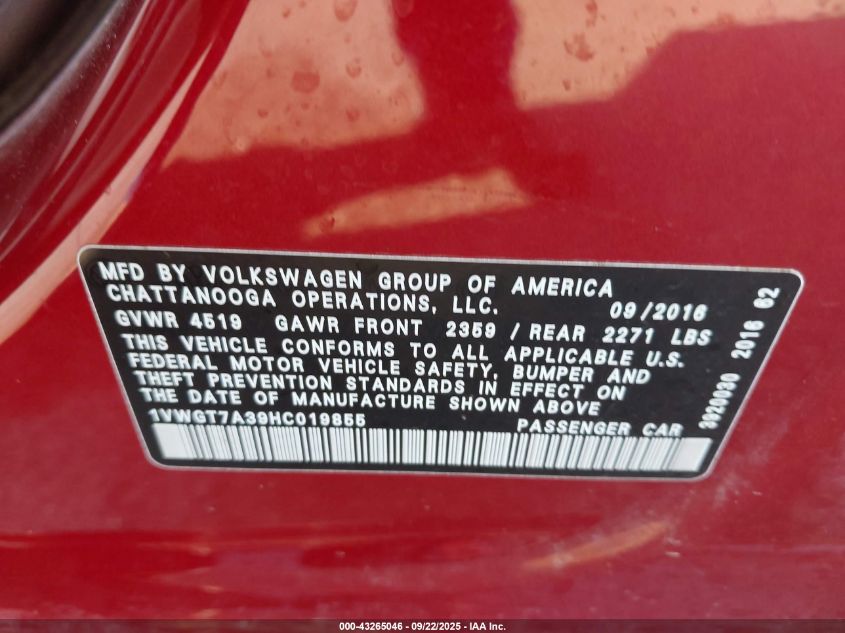 MFD BY VOLKSWAGEN GROUP OF AMERICA
CHATTANOOGA OPERATIONS, LLC. 09/2016
GVWR 4519 GAWR FRONT 2359 / REAR 2271 LBS
THIS VEHICLE CONFORMS TO ALL APPLICABLE U.S.
FEDERAL MOTOR VEHICLE SAFETY, BUMPER AND
THEFT PREVENTION STANDARDS IN EFFECT ON
THE DATE OF MANUFACTURE SHOWN ABOVE
1VWGT7A39HC019855 PASSENGER CAR
3920030 2016 62
000-43265046 - 09/22/2025 - IAA Inc.